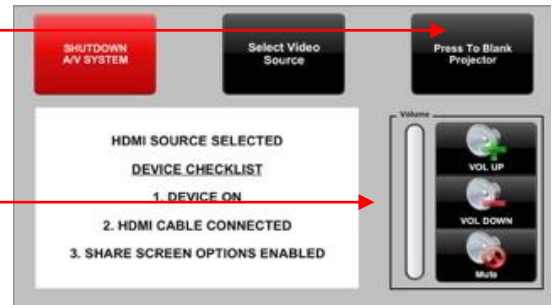 SHUTDOWN
A/V SYSTEM
Select Video
Source
Press To Blank
Projector
HDMI SOURCE SELECTED
DEVICE CHECKLIST
1. DEVICE ON
2. HDMI CABLE CONNECTED
3. SHARE SCREEN OPTIONS ENABLED
Volume
VOL UP
VOL DOWN
Mute